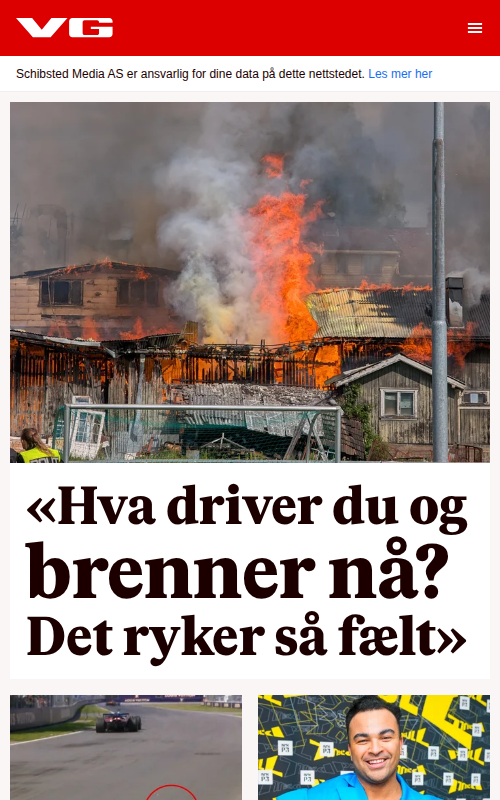 VG
Schibsted Media AS er ansvarlig for dine data på dette nettstedet. Les mer her
«Hva driver du og
brenner nå?
Det ryker så fælt»